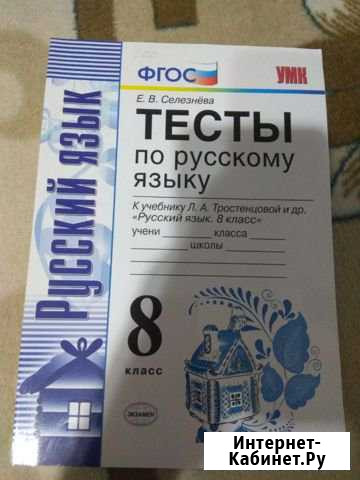 ФГОС
УМК
Е. В. Селезнёва
ТЕСТЫ
по русскому
языку
К учебнику Л. А. Тростенцовой и др.
«Русский язык. 8 класс»
учени класса
школы
Русский язык
8
класс
ЭКЗАМЕН
Интернет-
Кабинет.Ру